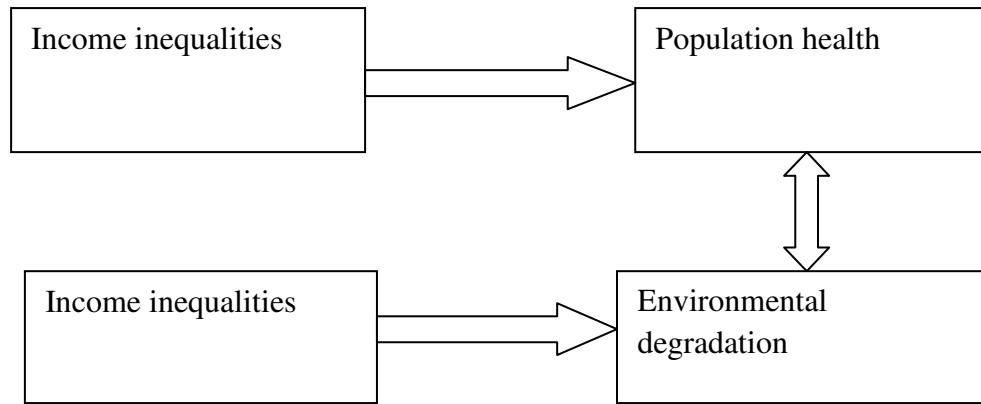 Income inequalities
Population health
Income inequalities
Environmental
degradation